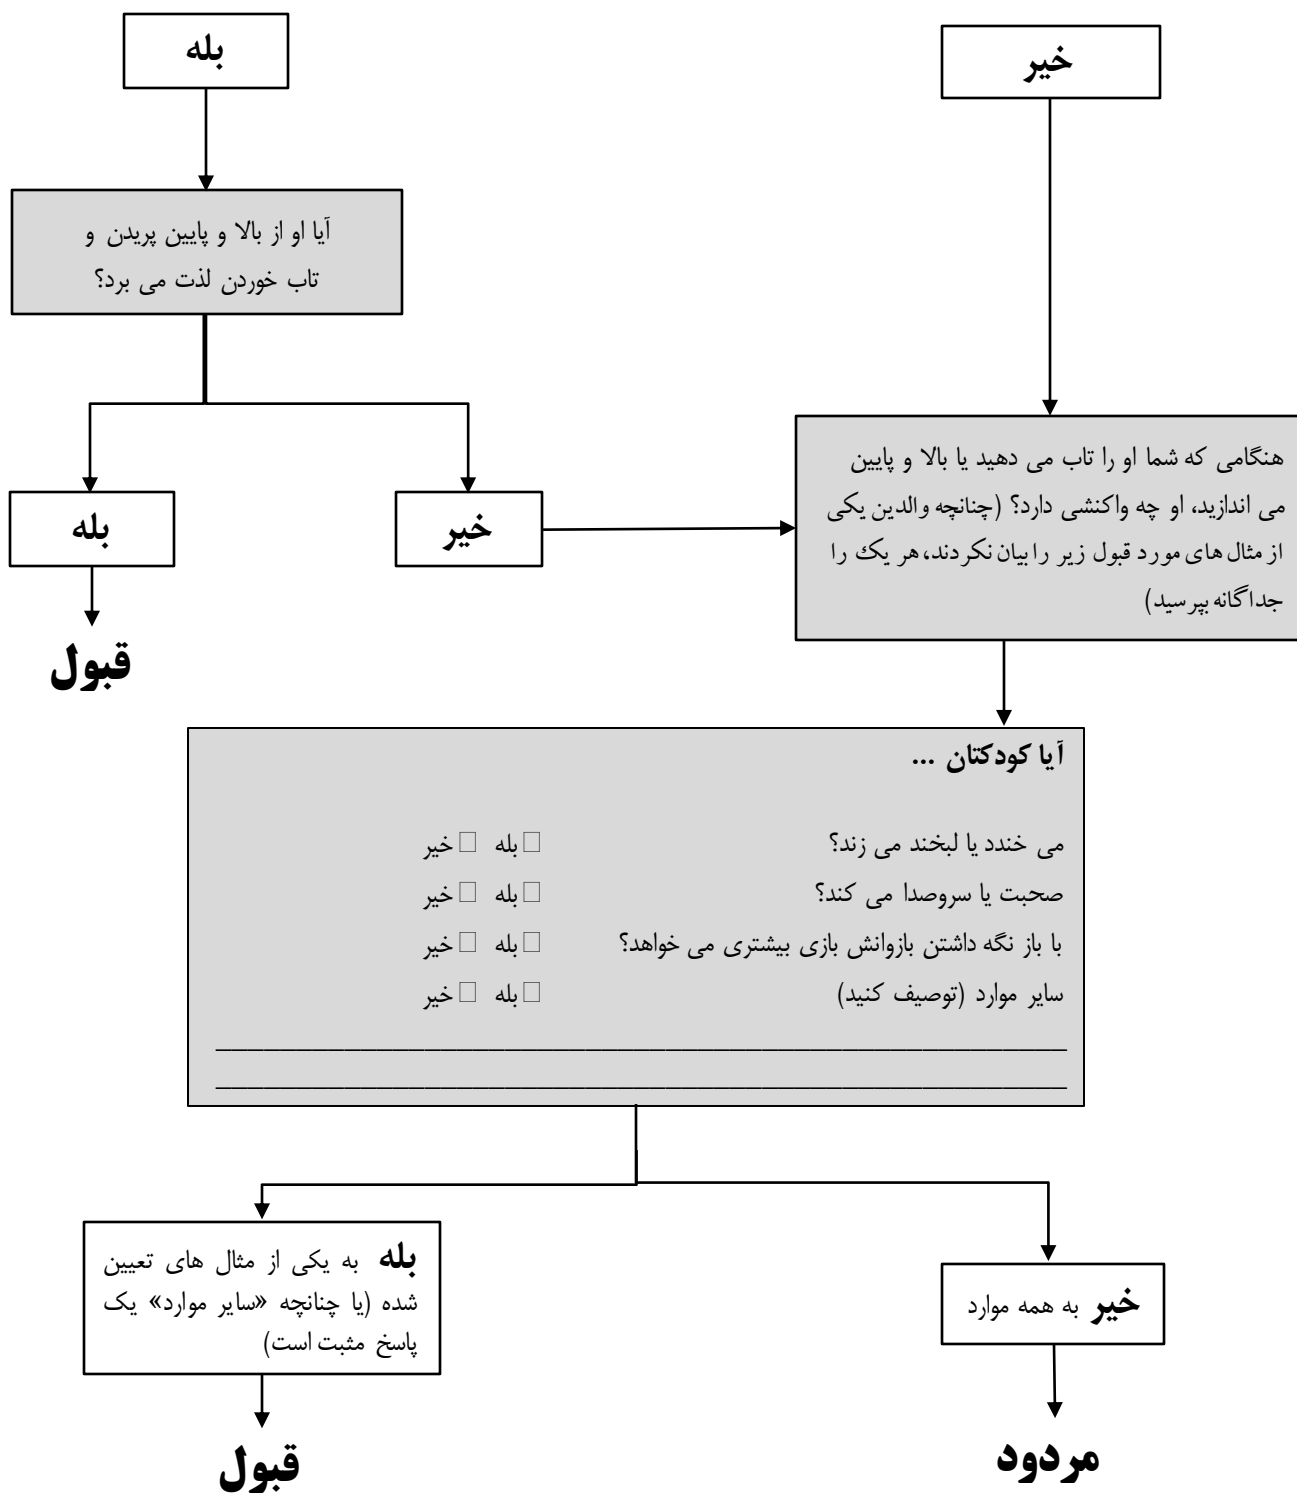 بله
خیر
آیا او از بالا و پایین پریدن و
تاب خوردن لذت می برد؟
بله
خیر
هنگامی که شما او را تاب می دهید یا بالا و پایین
می اندازید، او چه واکنشی دارد؟ (چنانچه والدین یکی
از مثال های مورد قبول زیر را بیان نکردند، هر یک را
جداگانه بپرسید)
قبول
آیا کودکتان ...
می خندد یا لبخند می زند؟ □ بله □ خیر
صحبت یا سروصدا می کند؟ □ بله □ خیر
با باز نگه داشتن بازوانش بازی بیشتری می خواهد؟ □ بله □ خیر
سایر موارد (توصیف کنید) □ بله □ خیر
بله به یکی از مثال های تعیین
شده (یا چنانچه «سایر موارد» یک
پاسخ مثبت است)
خیر به همه موارد
قبول
مردود